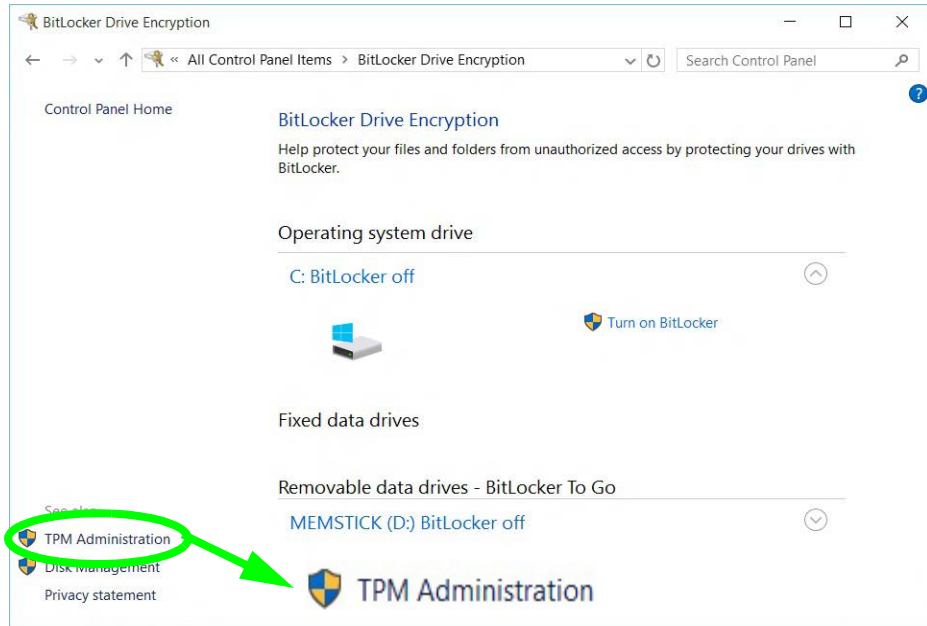 BitLocker Drive Encryption
« All Control Panel Items > BitLocker Drive Encryption
Search Control Panel
?
Control Panel Home
BitLocker Drive Encryption
Help protect your files and folders from unauthorized access by protecting your drives with
BitLocker.
Operating system drive
C: BitLocker off
Turn on BitLocker
Fixed data drives
Removable data drives - BitLocker To Go
MEMSTICK (D:) BitLocker off
See also
TPM Administration
Disk Management
Privacy statement
TPM Administration